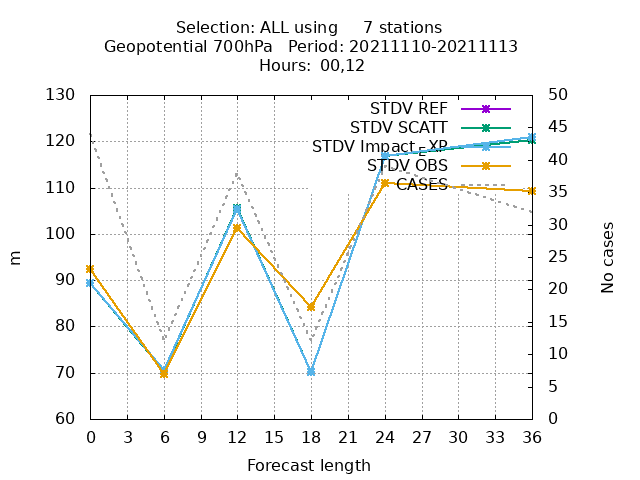 Selection: ALL using     7 stations
Geopotential 700hPa   Period: 20211110-20211113
Hours:  00,12
130
120
110
100
90
80
70
60
50
45
40
35
30
25
20
15
10
5
0
STDV REF
STDV SCATT
STDV Impact_EXP
STDV OBS
CASES
m
No cases
0 3 6 9 12 15 18 21 24 27 30 33 36
Forecast length